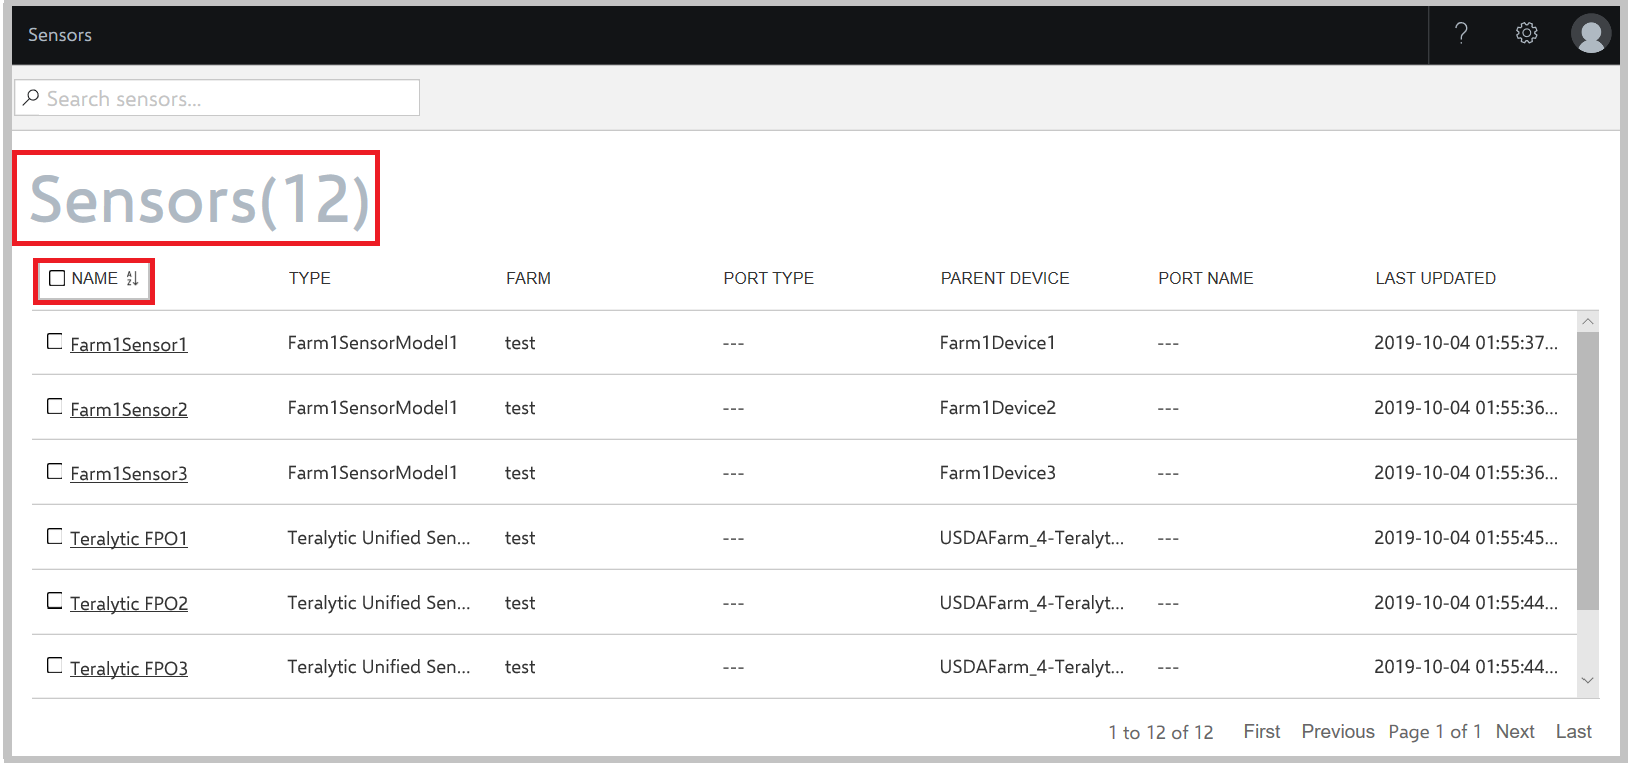 Sensors
Search sensors...
Sensors(12)
NAME TYPE FARM PORT TYPE PARENT DEVICE PORT NAME LAST UPDATED
Farm1Sensor1 Farm1SensorModel1 test --- Farm1Device1 --- 2019-10-04 01:55:37...
Farm1Sensor2 Farm1SensorModel1 test --- Farm1Device2 --- 2019-10-04 01:55:36...
Farm1Sensor3 Farm1SensorModel1 test --- Farm1Device3 --- 2019-10-04 01:55:36...
Teralytic FPO1 Teralytic Unified Sen... test --- USDAFarm_4-Teralyt... --- 2019-10-04 01:55:45...
Teralytic FPO2 Teralytic Unified Sen... test --- USDAFarm_4-Teralyt... --- 2019-10-04 01:55:44...
Teralytic FPO3 Teralytic Unified Sen... test --- USDAFarm_4-Teralyt... --- 2019-10-04 01:55:44...
1 to 12 of 12 First Previous Page 1 of 1 Next Last